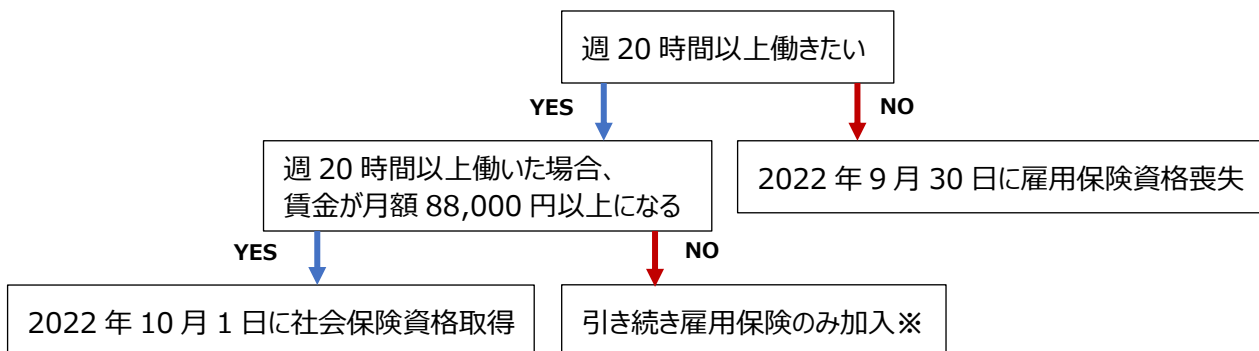 週 20 時間以上働きたい
YES
NO
週 20 時間以上働いた場合、
賃金が月額 88,000 円以上になる
2022 年 9 月 30 日に雇用保険資格喪失
YES
NO
2022 年 10 月 1 日に社会保険資格取得
引き続き雇用保険のみ加入※